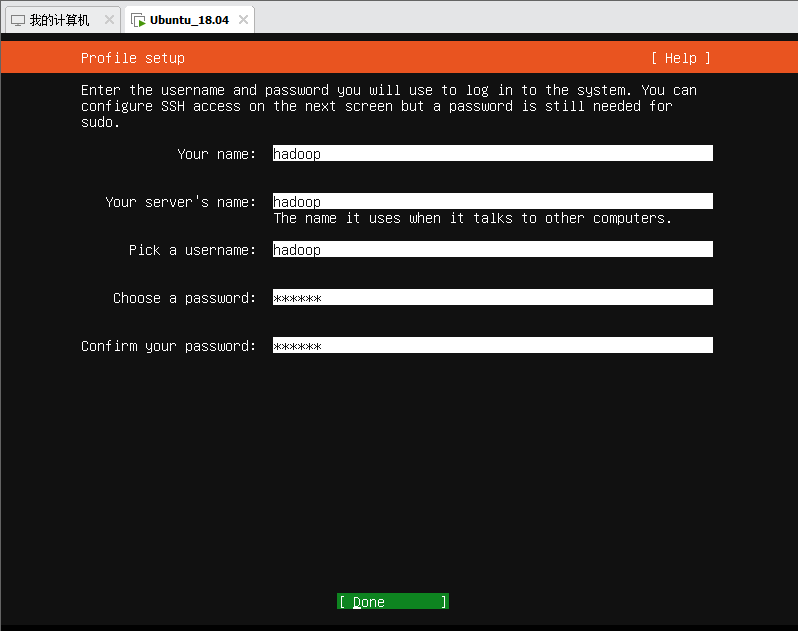 我的计算机 Ubuntu_18.04
Profile setup [ Help ]
Enter the username and password you will use to log in to the system. You can
configure SSH access on the next screen but a password is still needed for
sudo.
Your name: hadoop
Your server's name: hadoop
The name it uses when it talks to other computers.
Pick a username: hadoop
Choose a password: ******
Confirm your password: ******
[ Done ]